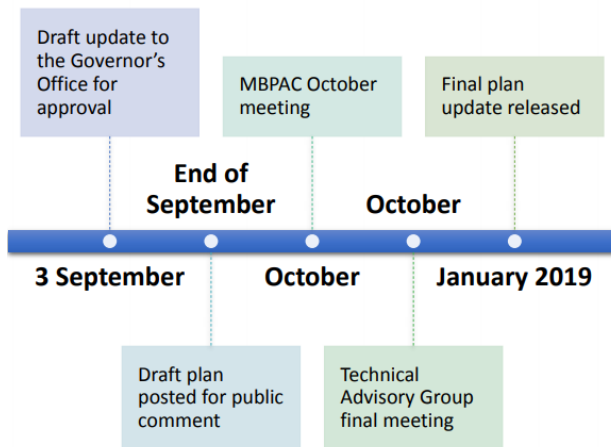 Draft update to
the Governor's
Office for
approval
MBPAC October
meeting
Final plan
update released
End of
September
October
3 September
October
January 2019
Draft plan
posted for public
comment
Technical
Advisory Group
final meeting